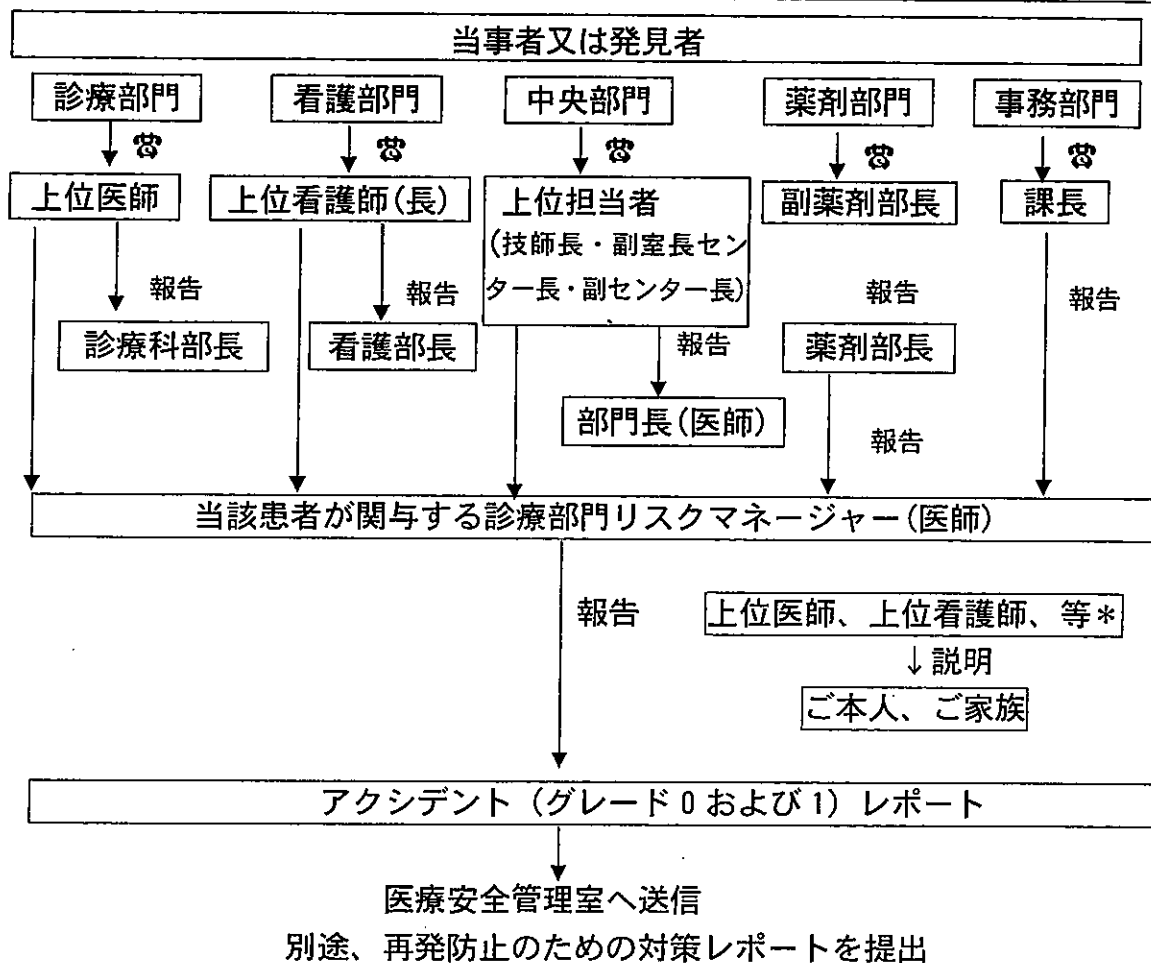 当事者又は発見者
診療部門 看護部門 中央部門 薬剤部門 事務部門
☎ ☎ ☎ ☎ ☎
上位医師 上位看護師(長) 上位担当者 副薬剤部長 課長
(技師長・副室長セン
ター長・副センター長)
報告 報告 報告 報告
診療科部長 看護部長 報告 薬剤部長
部門長(医師) 報告
当該患者が関与する診療部門リスクマネージャー(医師)
報告 上位医師、上位看護師、等*
↓説明
ご本人、ご家族
アクシデント(グレード0および1)レポート
医療安全管理室へ送信
別途、再発防止のための対策レポートを提出